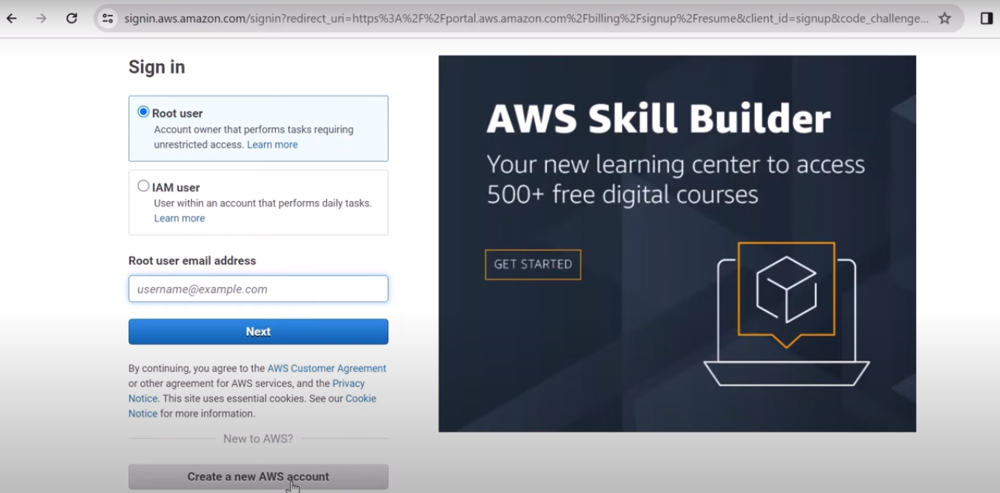 signin.aws.amazon.com/signin?redirect_uri=https%3A%2F%2Fportal.aws.amazon.com%2Fbilling%2Fsignup%2Fresume&client_id=signup&code_challenge...
Sign in
Root user
Account owner that performs tasks requiring
unrestricted access. Learn more
IAM user
User within an account that performs daily tasks.
Learn more
Root user email address
username@example.com
Next
By continuing, you agree to the AWS Customer Agreement
or other agreement for AWS services, and the Privacy
Notice. This site uses essential cookies. See our Cookie
Notice for more information.
New to AWS?
Create a new AWS account
AWS Skill Builder
Your new learning center to access
500+ free digital courses
GET STARTED